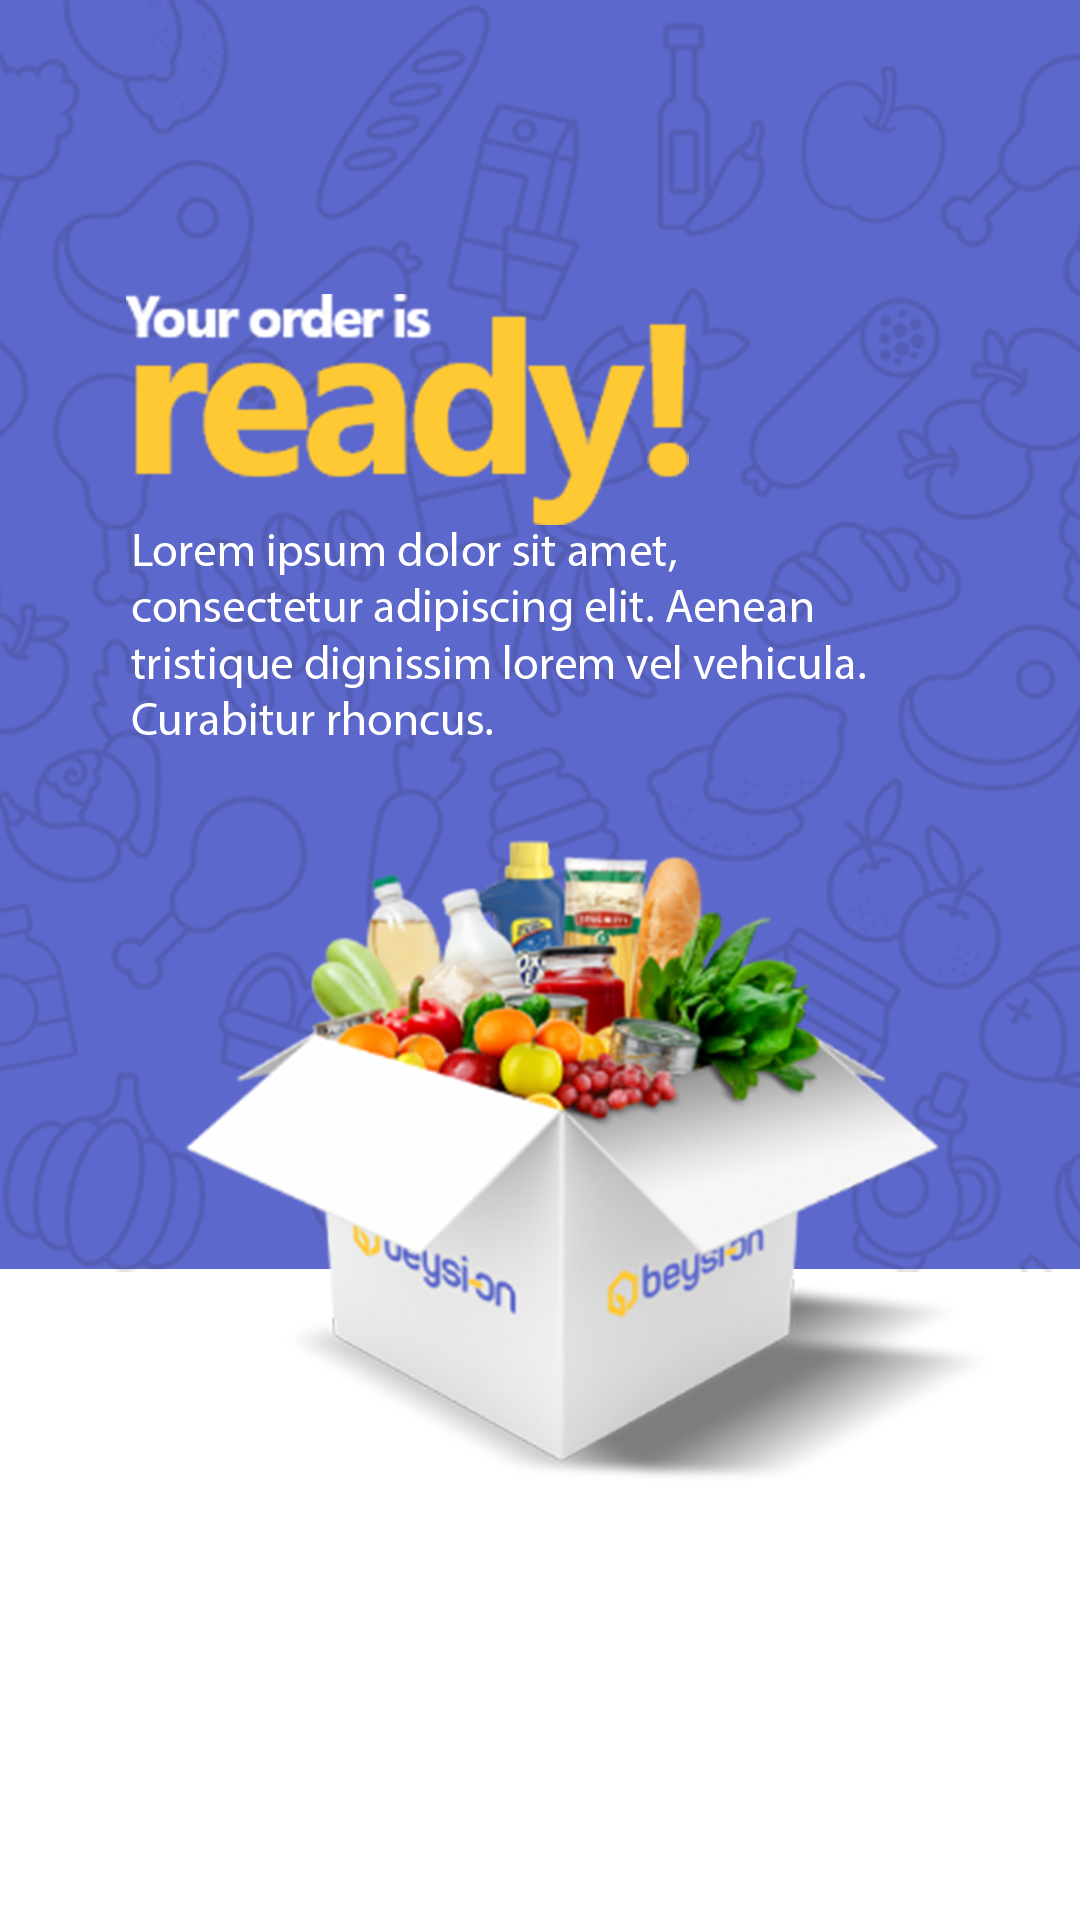 Your order is
ready!
Lorem ipsum dolor sit amet,
consectetur adipiscing elit. Aenean
tristique dignissim lorem vel vehicula.
Curabitur rhoncus.
beysion
beysion